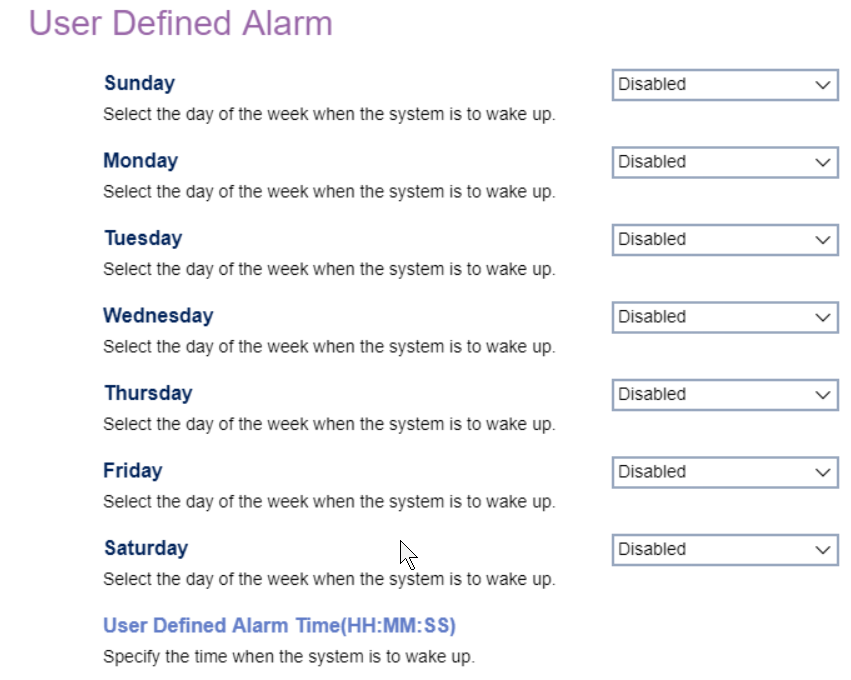 User Defined Alarm
Sunday Disabled
Select the day of the week when the system is to wake up.
Monday Disabled
Select the day of the week when the system is to wake up.
Tuesday Disabled
Select the day of the week when the system is to wake up.
Wednesday Disabled
Select the day of the week when the system is to wake up.
Thursday Disabled
Select the day of the week when the system is to wake up.
Friday Disabled
Select the day of the week when the system is to wake up.
Saturday Disabled
Select the day of the week when the system is to wake up.
User Defined Alarm Time(HH:MM:SS)
Specify the time when the system is to wake up.